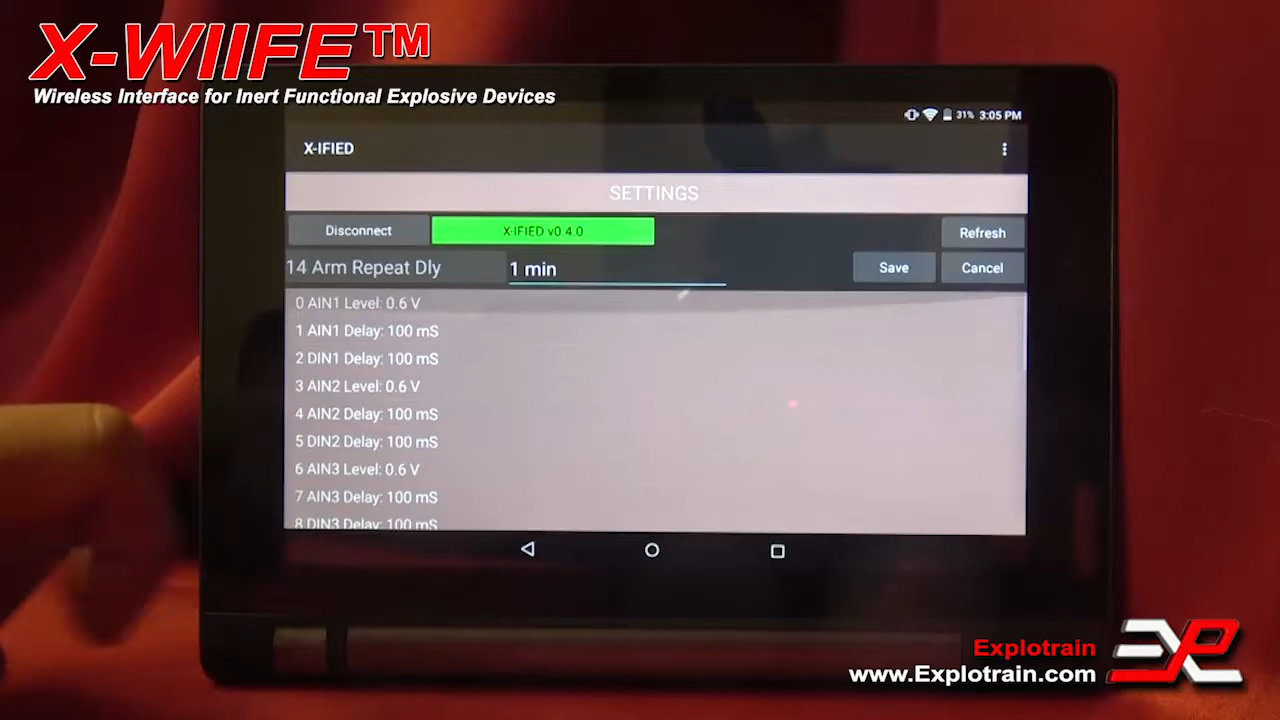 X-WIIFE™
Wireless Interface for Inert Functional Explosive Devices
31% 3:05 PM
X-IFIED
SETTINGS
Disconnect X-IFIED v0.4.0 Refresh
14 Arm Repeat Dly 1 min Save Cancel
0 AIN1 Level: 0.6 V
1 AIN1 Delay: 100 mS
2 DIN1 Delay: 100 mS
3 AIN2 Level: 0.6 V
4 AIN2 Delay: 100 mS
5 DIN2 Delay: 100 mS
6 AIN3 Level: 0.6 V
7 AIN3 Delay: 100 mS
8 DIN3 Delay: 100 mS
Explotrain
www.Explotrain.com